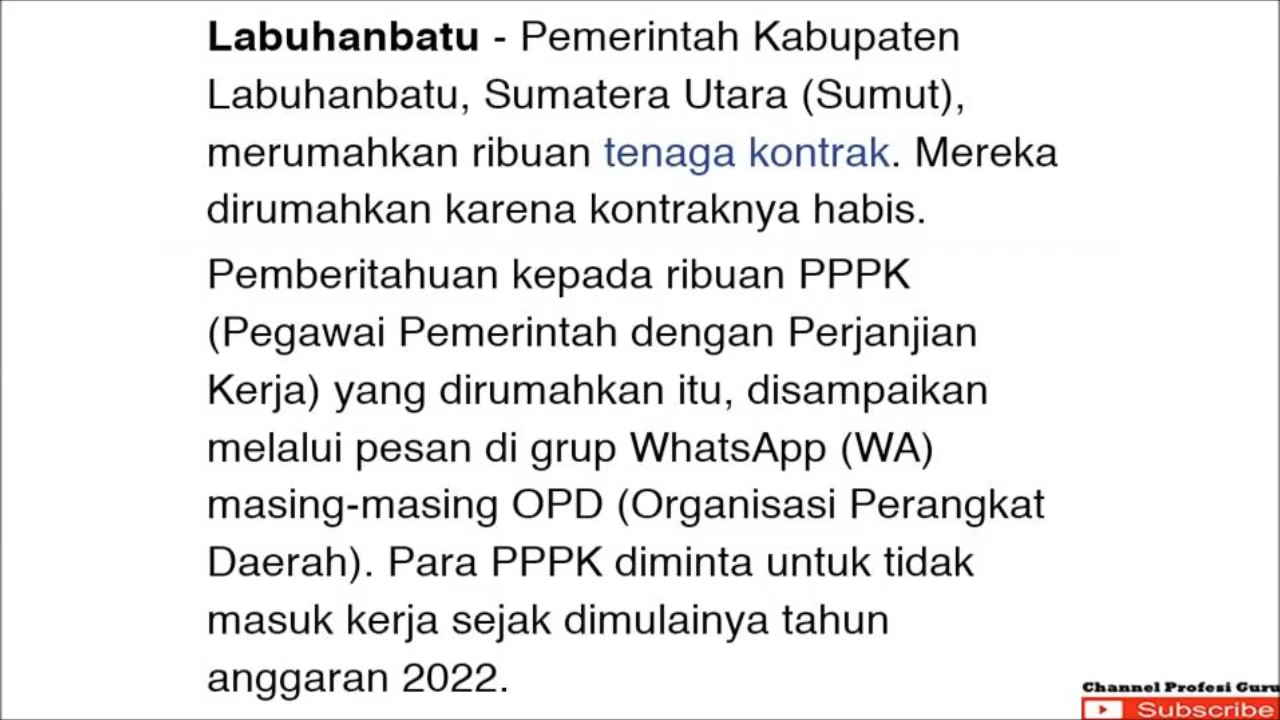 Labuhanbatu - Pemerintah Kabupaten
Labuhanbatu, Sumatera Utara (Sumut),
merumahkan ribuan tenaga kontrak. Mereka
dirumahkan karena kontraknya habis.
Pemberitahuan kepada ribuan PPPK
(Pegawai Pemerintah dengan Perjanjian
Kerja) yang dirumahkan itu, disampaikan
melalui pesan di grup WhatsApp (WA)
masing-masing OPD (Organisasi Perangkat
Daerah). Para PPPK diminta untuk tidak
masuk kerja sejak dimulainya tahun
anggaran 2022.
Channel Profesi Guru
Subscribe